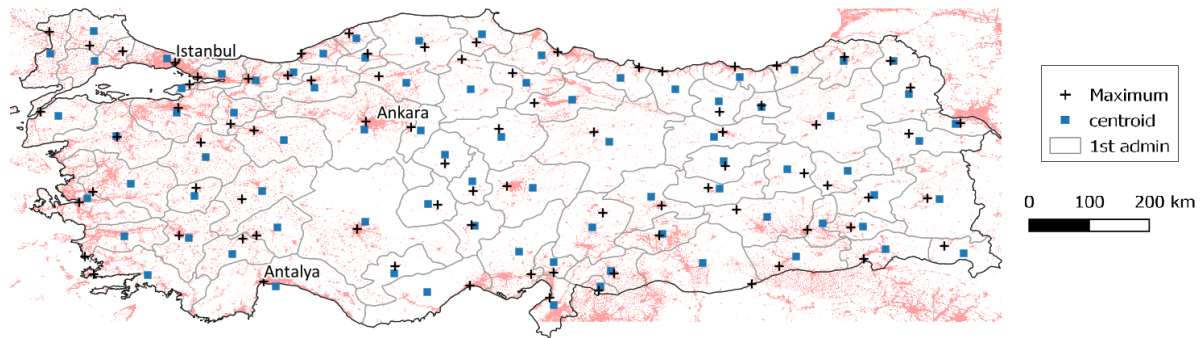 Istanbul
Ankara
Antalya
Maximum
centroid
1st admin
0 100 200 km